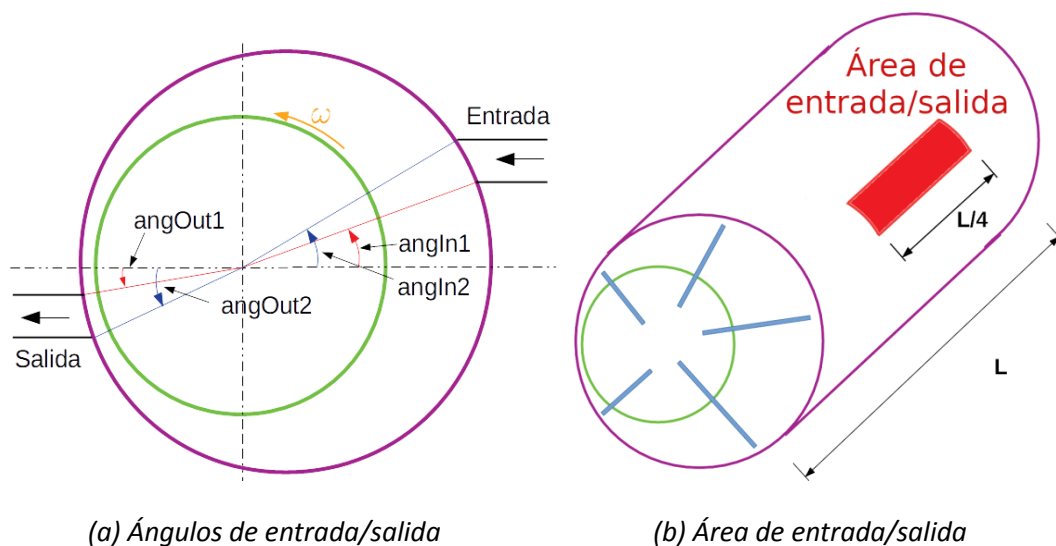 ω
Entrada
angOut1
angIn1
angIn2
angOut2
Salida
(a) Ángulos de entrada/salida
Área de
entrada/salida
L/4
L
(b) Área de entrada/salida